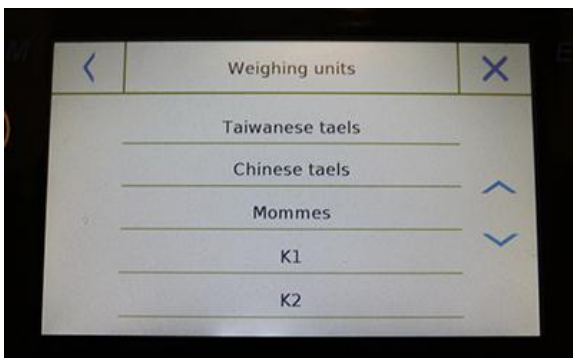 Weighing units
Taiwanese taels
Chinese taels
Mommes
K1
K2